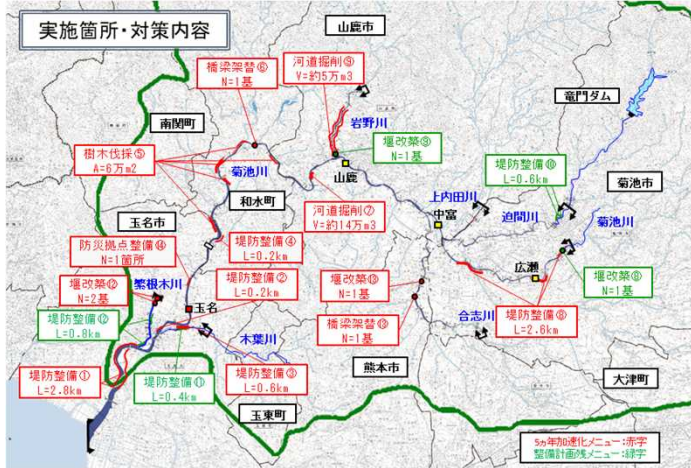 実施箇所・対策内容
山鹿市
橋梁架替⑥
N=1基
河道掘削⑨
V=約5万m3
竜門ダム
南関町
岩野川
堰改築⑨
N=1基
樹木伐採⑤
A=6万m2
菊池川
山鹿
堤防整備⑩
L=0.6km
菊池市
上内田川
迫間川
菊池川
和水町
河道掘削⑦
V=約14万m3
中富
玉名市
防災拠点整備⑭
N=1箇所
堤防整備④
L=0.2km
広瀬
堰改築⑧
N=1基
繁根木川
堰改築⑫
N=2基
堤防整備②
L=0.2km
堰改築⑬
N=1基
堤防整備⑫
L=0.8km
玉名
橋梁架替⑬
N=1基
合志川
堤防整備⑧
L=2.6km
木葉川
堤防整備①
L=2.8km
堤防整備⑪
L=0.4km
堤防整備③
L=0.6km
熊本市
大津町
玉東町
5ヵ年加速化メニュー:赤字
整備計画残メニュー:緑字